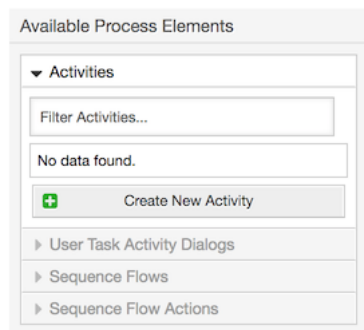 Available Process Elements
Activities
Filter Activities...
No data found.
Create New Activity
User Task Activity Dialogs
Sequence Flows
Sequence Flow Actions